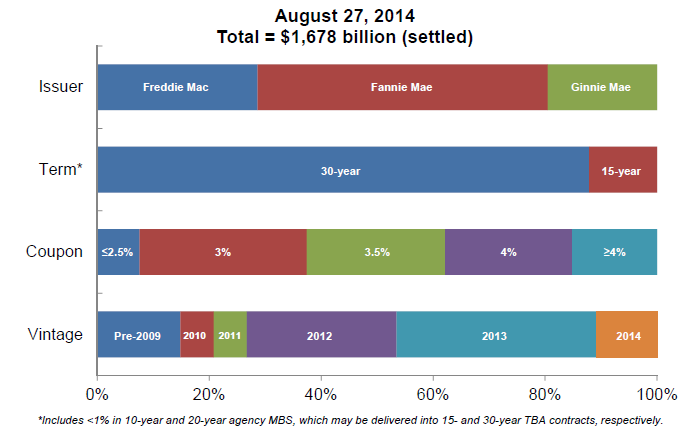 August 27, 2014
Total = $1,678 billion (settled)
Issuer
Freddie Mac
Fannie Mae
Ginnie Mae
Term*
30-year
15-year
Coupon
≤2.5%
3%
3.5%
4%
≥4%
Vintage
Pre-2009
2010
2011
2012
2013
2014
0%
20%
40%
60%
80%
100%
*Includes <1% in 10-year and 20-year agency MBS, which may be delivered into 15- and 30-year TBA contracts, respectively.